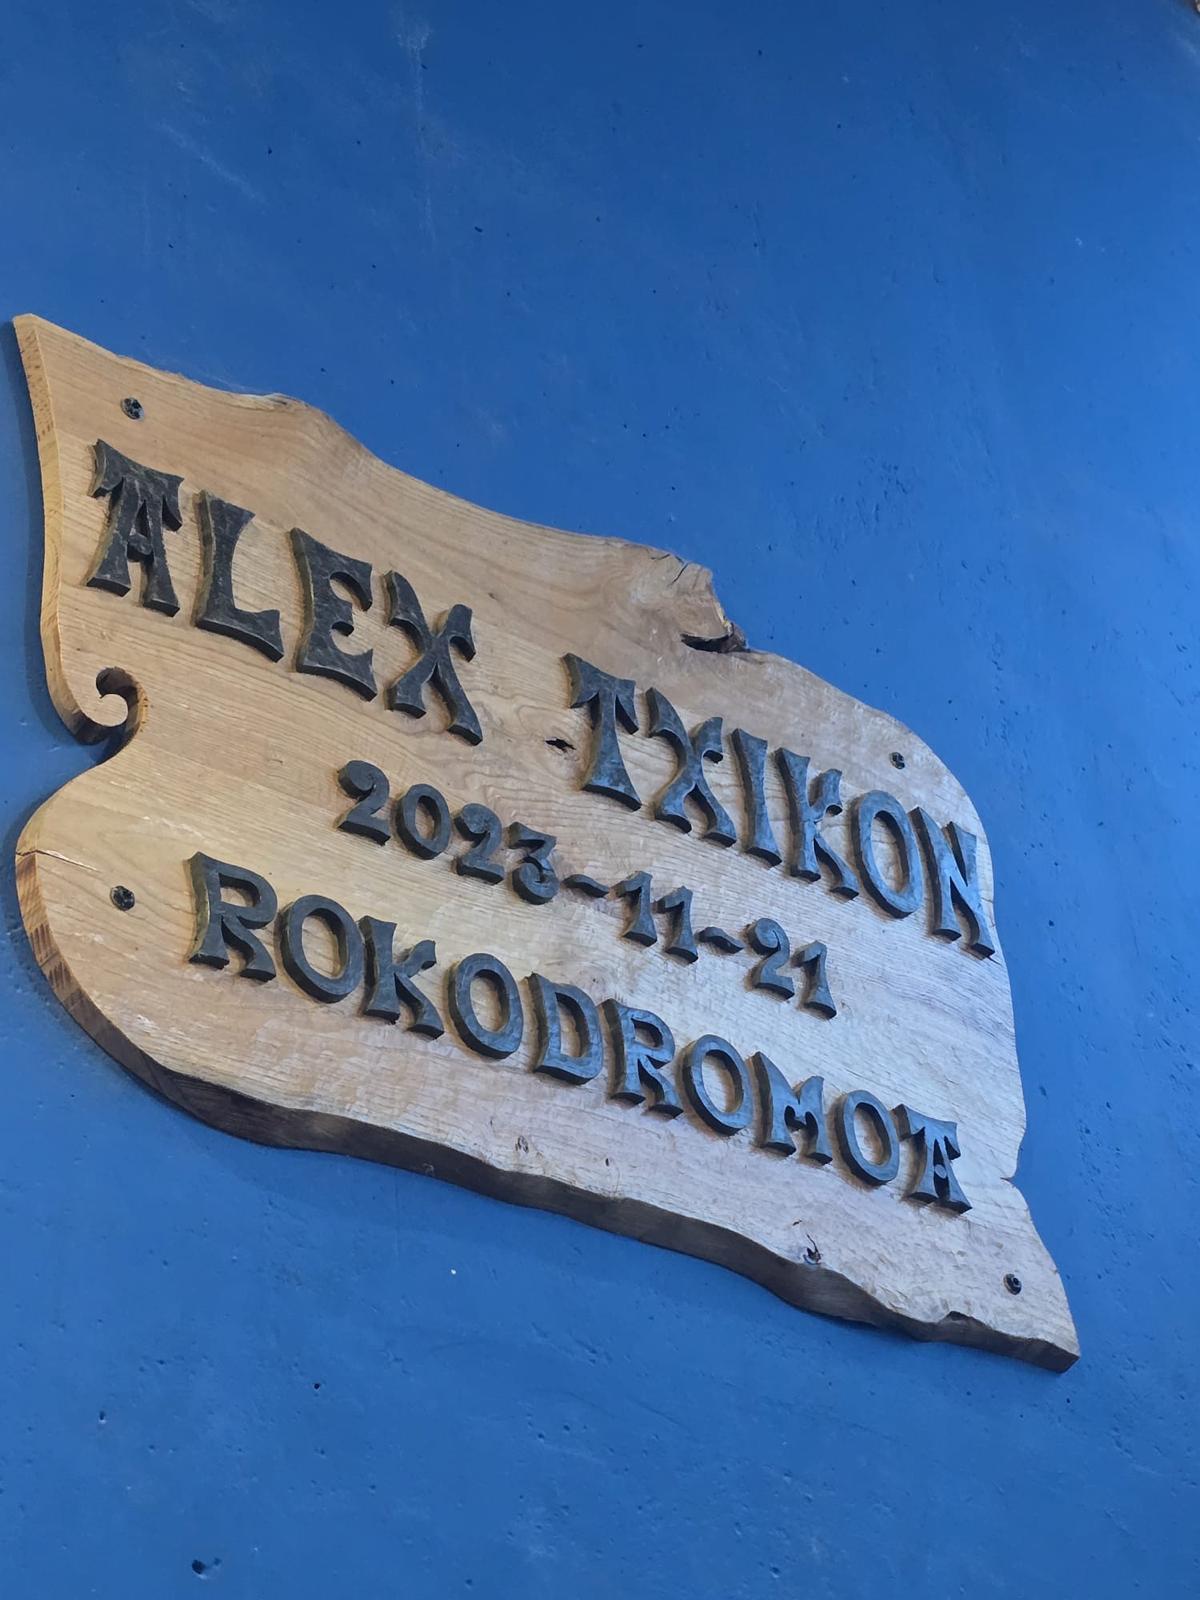 ALEX TXIKON
2023-11-21
ROKODROMOA